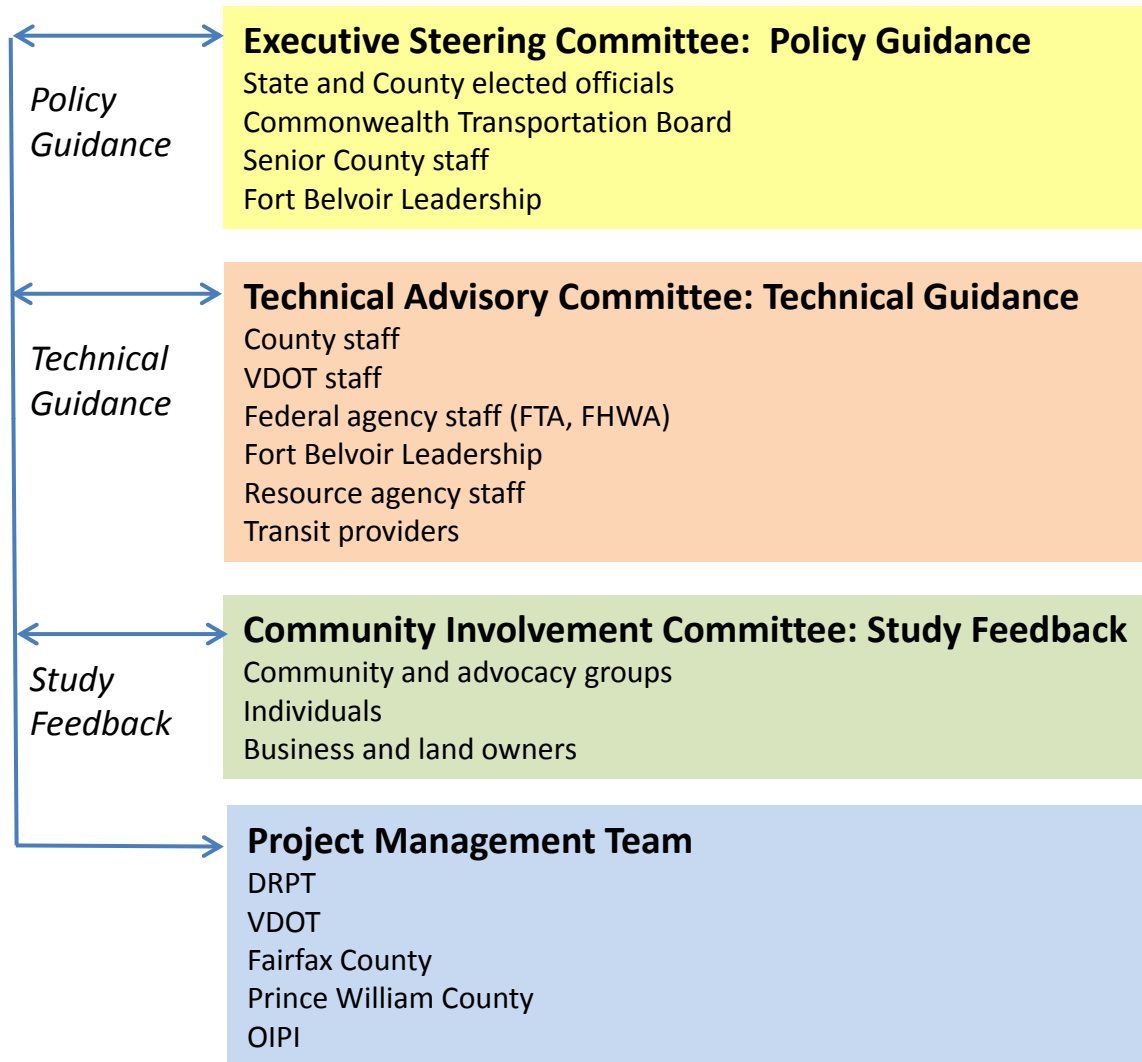 Executive Steering Committee: Policy Guidance
State and County elected officials
Commonwealth Transportation Board
Senior County staff
Fort Belvoir Leadership
Policy
Guidance
Technical Advisory Committee: Technical Guidance
County staff
VDOT staff
Federal agency staff (FTA, FHWA)
Fort Belvoir Leadership
Resource agency staff
Transit providers
Technical
Guidance
Community Involvement Committee: Study Feedback
Community and advocacy groups
Individuals
Business and land owners
Study
Feedback
Project Management Team
DRPT
VDOT
Fairfax County
Prince William County
OIPI